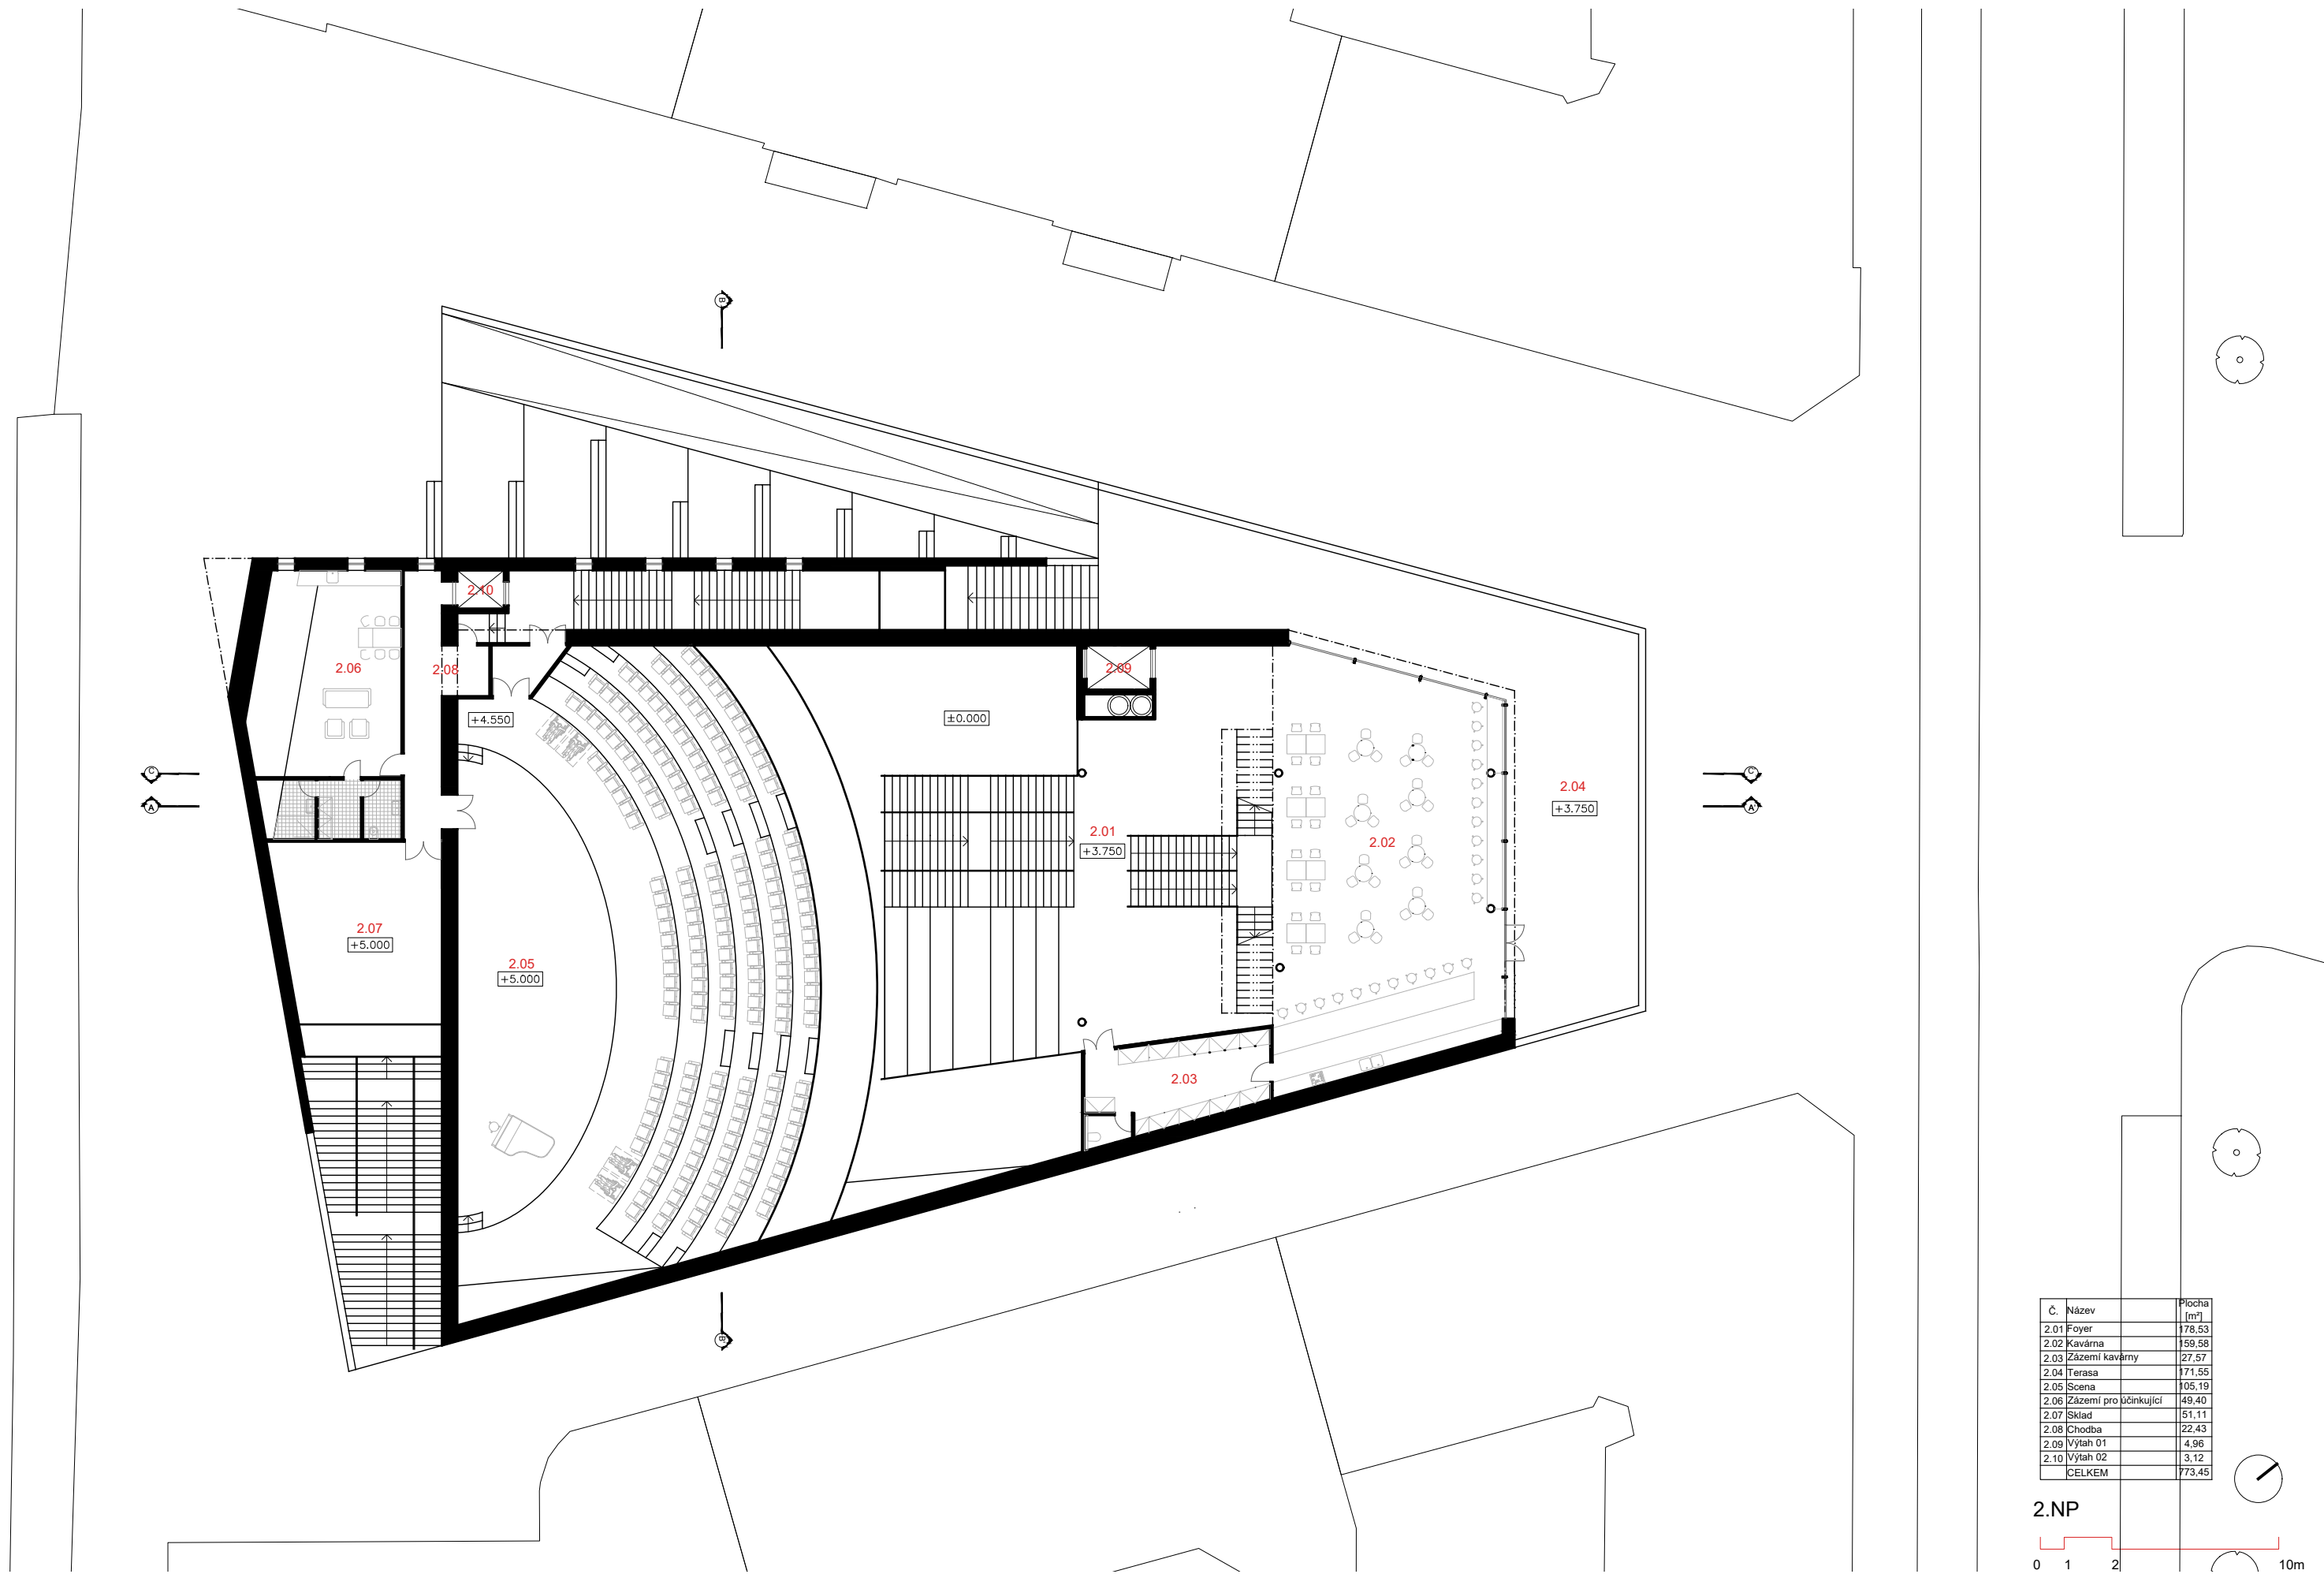 B
2.10
2.06
2.08
2.09
+4.550
±0.000
C
C'
A
A'
2.04
+3.750
2.01
+3.750
2.02
2.07
+5.000
2.05
+5.000
2.03
B'
Č. Název Plocha [m²]
2.01 Foyer 178,53
2.02 Kavárna 159,58
2.03 Zázemí kavárny 27,57
2.04 Terasa 171,55
2.05 Scena 105,19
2.06 Zázemí pro účinkující 49,40
2.07 Sklad 51,11
2.08 Chodba 22,43
2.09 Výtah 01 4,96
2.10 Výtah 02 3,12
CELKEM 773,45
2.NP
0 1 2 10m